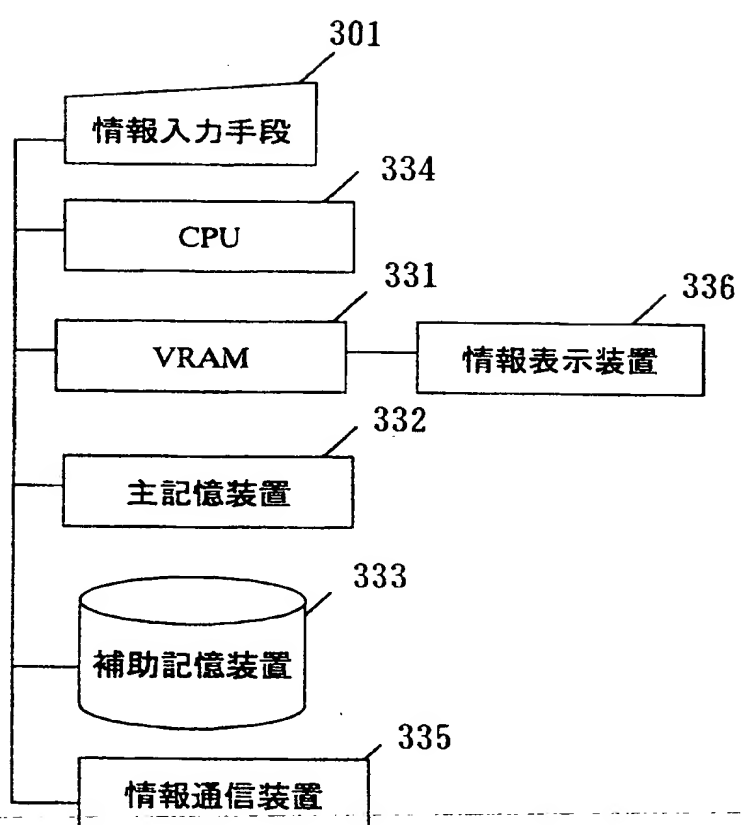 301
情報入力手段
334
CPU
331
VRAM
336
情報表示装置
332
主記憶装置
333
補助記憶装置
335
情報通信装置